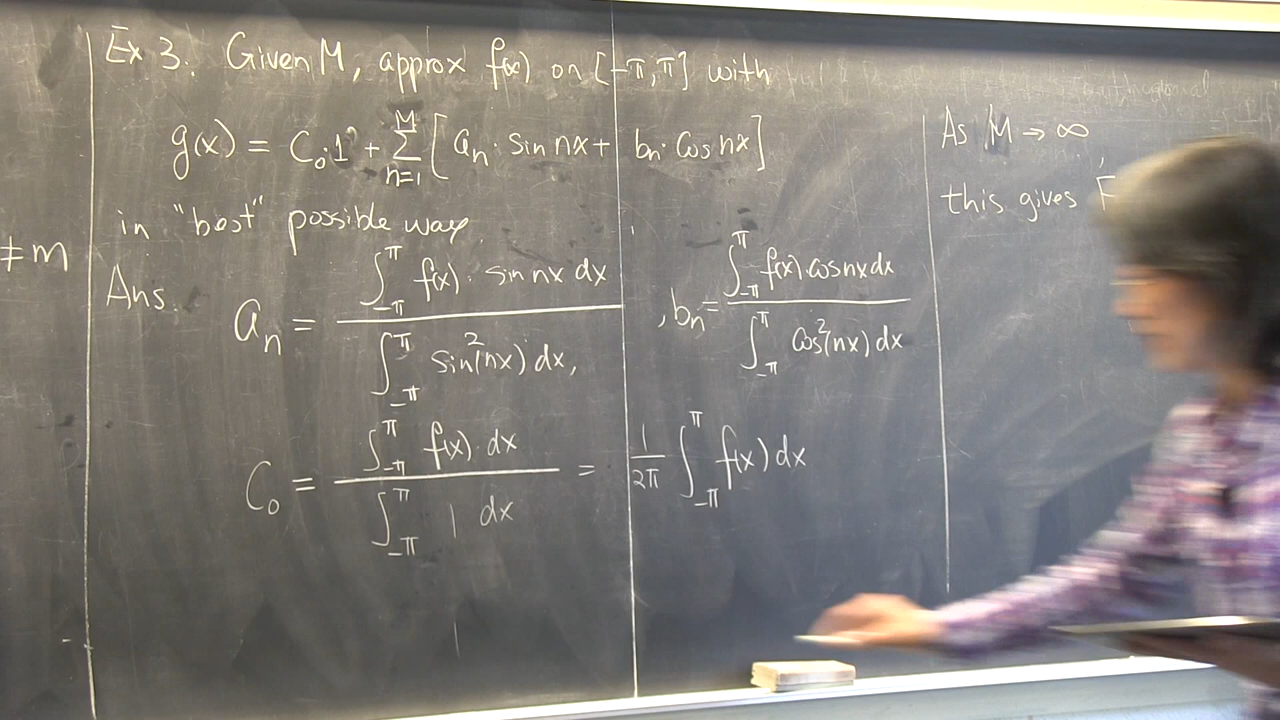 Ex 3. Given M, approx f(x) on [-π, π] with
g(x) = C₀·1 + Σ_{n=1}^{M} [ aₙ · sin nx + bₙ · cos nx ]
in "best" possible way.
≠ m
Ans. aₙ = ∫_{-π}^{π} f(x) · sin nx dx / ∫_{-π}^{π} sin²(nx) dx, , bₙ = ∫_{-π}^{π} f(x) · cos nx dx / ∫_{-π}^{π} cos²(nx) dx
C₀ = ∫_{-π}^{π} f(x) · dx / ∫_{-π}^{π} 1 dx = 1/2π ∫_{-π}^{π} f(x) dx
As M → ∞
this gives